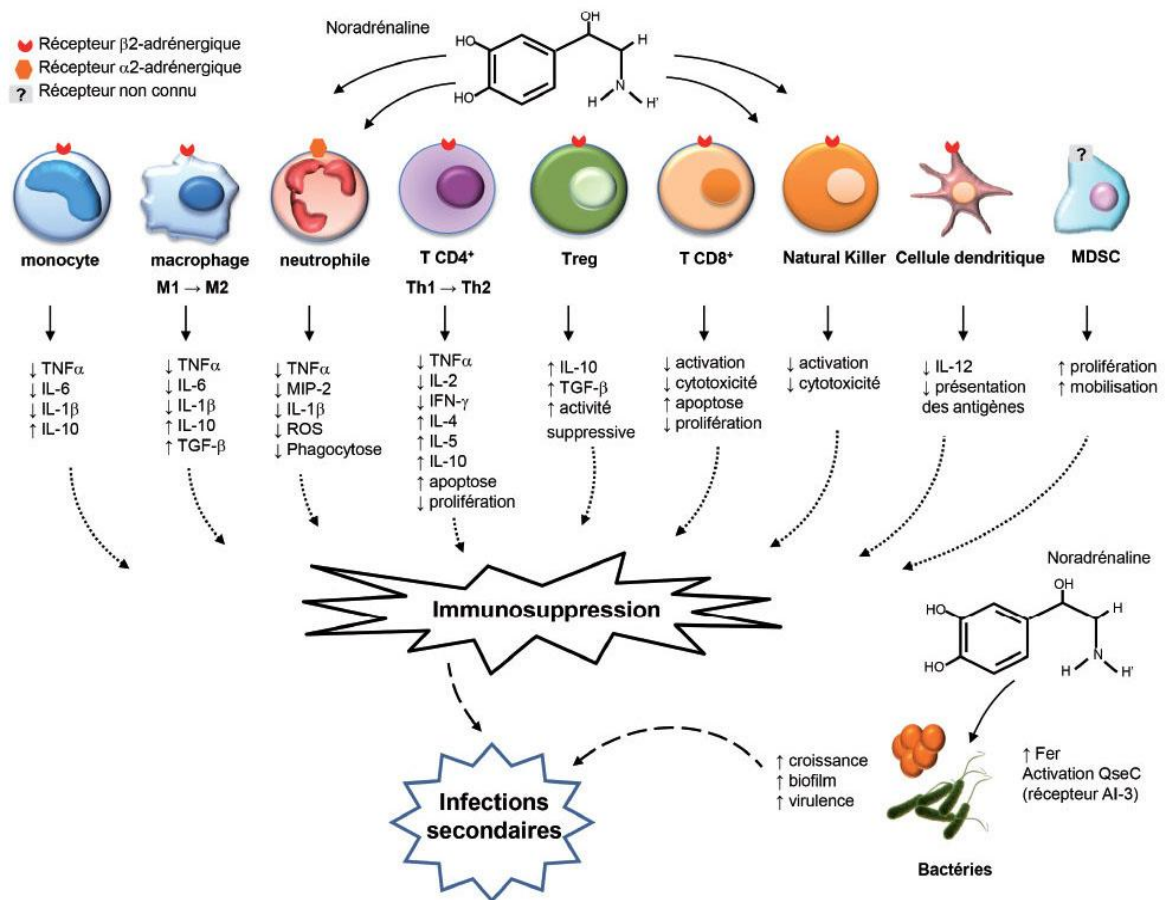 Noradrénaline
OH
HO
H
HO
N
H
H'
Récepteur β2-adrénergique
Récepteur α2-adrénergique
? Récepteur non connu
?
monocyte
macrophage
M1 → M2
neutrophile
T CD4+
Th1 → Th2
Treg
T CD8+
Natural Killer
Cellule dendritique
MDSC
↓ TNFα
↓ IL-6
↓ IL-1β
↑ IL-10
↓ TNFα
↓ IL-6
↓ IL-1β
↑ IL-10
↑ TGF-β
↓ TNFα
↓ MIP-2
↓ IL-1β
↓ ROS
↓ Phagocytose
↓ TNFα
↓ IL-2
↓ IFN-γ
↑ IL-4
↑ IL-5
↑ IL-10
↑ apoptose
↓ prolifération
↑ IL-10
↑ TGF-β
↑ activité
suppressive
↓ activation
↓ cytotoxicité
↑ apoptose
↓ prolifération
↓ activation
↓ cytotoxicité
↓ IL-12
↓ présentation
des antigènes
↑ prolifération
↑ mobilisation
Immunosuppression
Noradrénaline
OH
HO
H
HO
N
H
H'
Infections
secondaires
↑ croissance
↑ biofilm
↑ virulence
↑ Fer
Activation QseC
(récepteur AI-3)
Bactéries